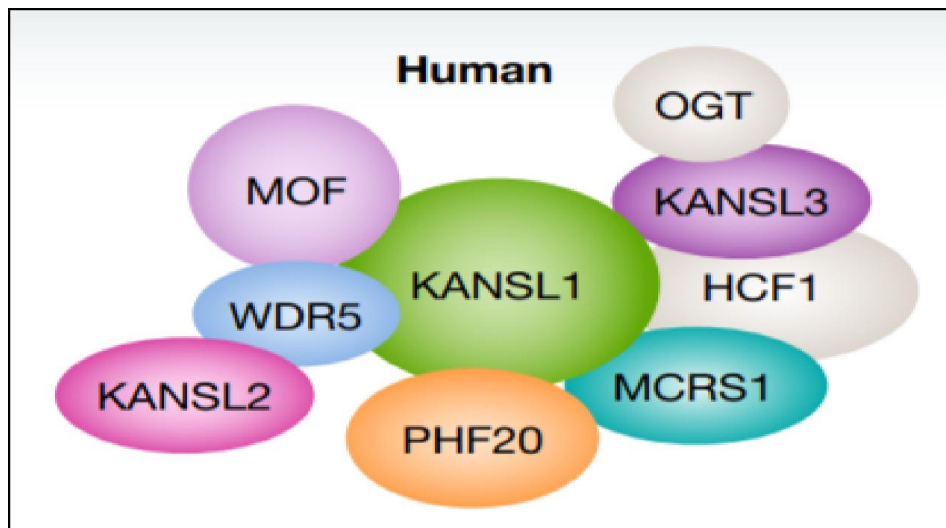 Human
OGT
MOF
KANSL3
KANSL1
HCF1
WDR5
MCRS1
KANSL2
PHF20